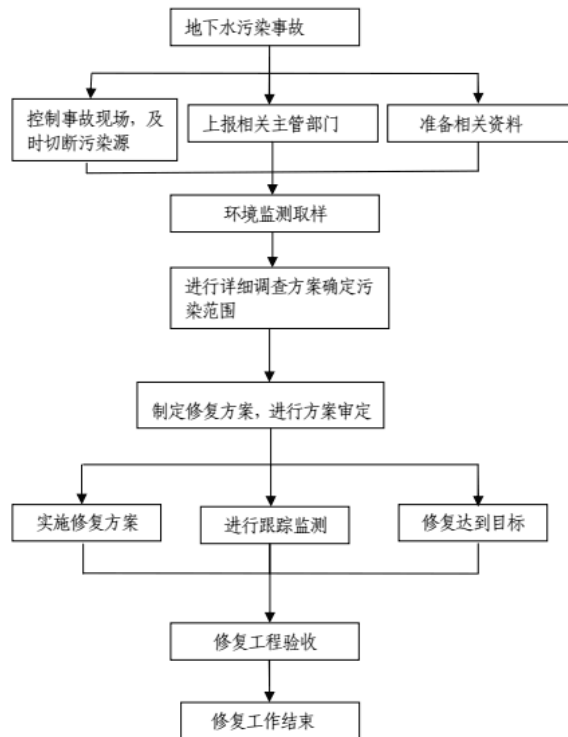 地下水污染事故
控制事故现场，及
时切断污染源
上报相关主管部门
准备相关资料
环境监测取样
进行详细调查方案确定污
染范围
制定修复方案，进行方案审定
实施修复方案
进行跟踪监测
修复达到目标
修复工程验收
修复工作结束